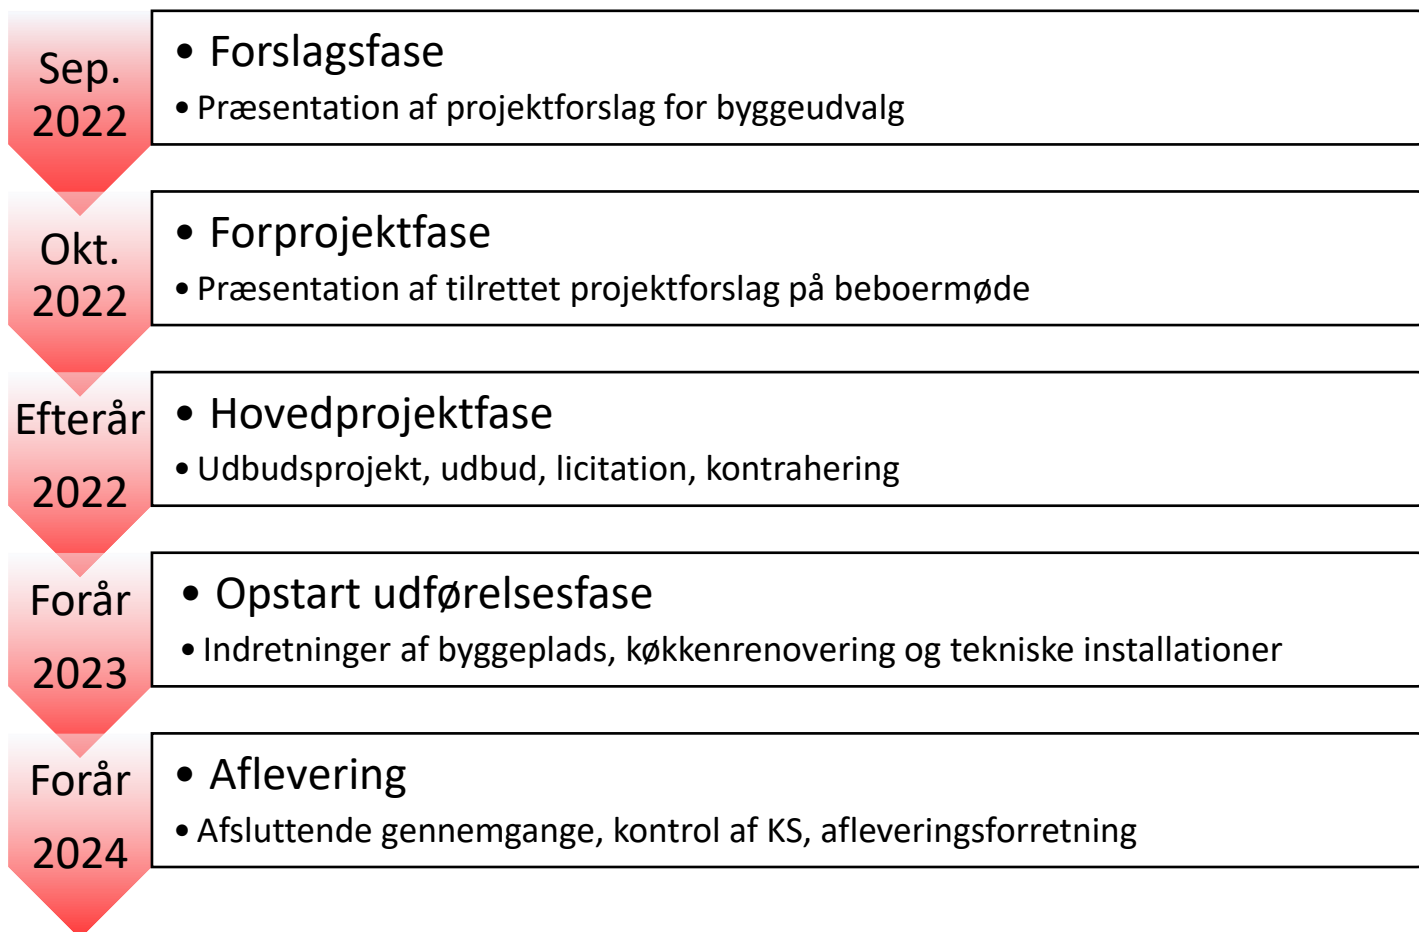 Sep.
2022
• Forslagsfase
• Præsentation af projektforslag for byggeudvalg
Okt.
2022
• Forprojektfase
• Præsentation af tilrettet projektforslag på beboermøde
Efterår
2022
• Hovedprojektfase
• Udbudsprojekt, udbud, licitation, kontrahering
Forår
2023
• Opstart udførelsesfase
• Indretninger af byggeplads, køkkenrenovering og tekniske installationer
Forår
2024
• Aflevering
• Afsluttende gennemgange, kontrol af KS, afleveringsforretning